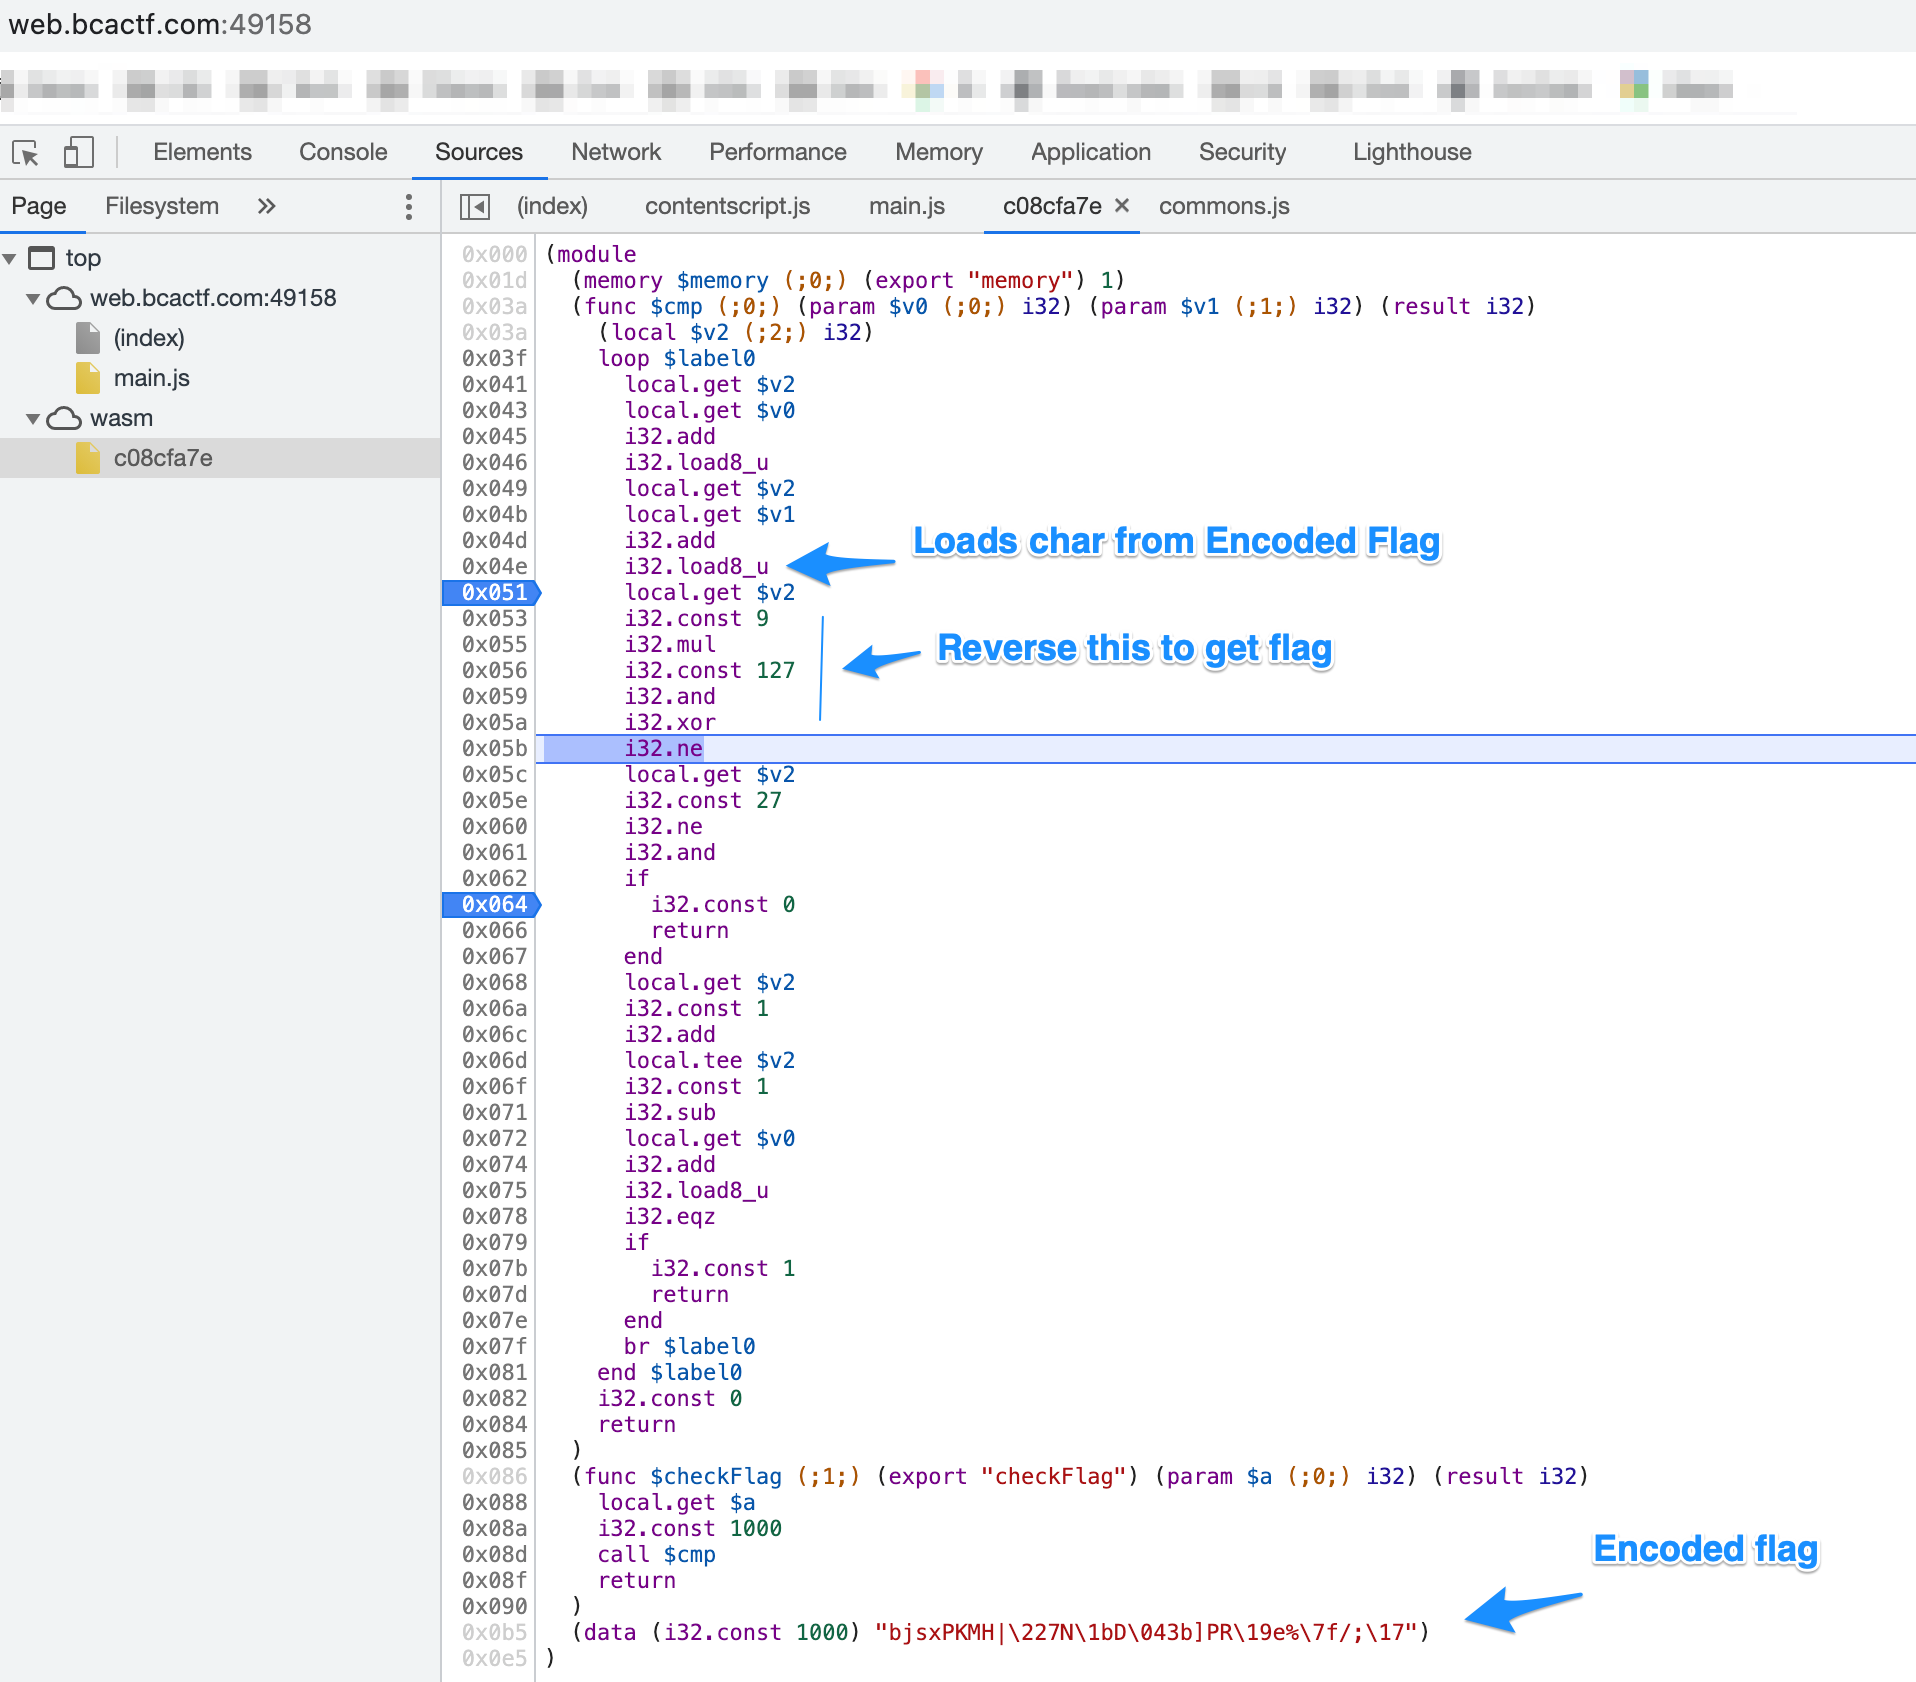 web.bcactf.com:49158
Elements Console Sources Network Performance Memory Application Security Lighthouse
Page Filesystem » (index) contentscript.js main.js c08cfa7e × commons.js
top
web.bcactf.com:49158
(index)
main.js
wasm
c08cfa7e
0x000 (module
0x01d (memory $memory (;0;) (export "memory") 1)
0x03a (func $cmp (;0;) (param $v0 (;0;) i32) (param $v1 (;1;) i32) (result i32)
0x03a (local $v2 (;2;) i32)
0x03f loop $label0
0x041 local.get $v2
0x043 local.get $v0
0x045 i32.add
0x046 i32.load8_u
0x049 local.get $v2
0x04b local.get $v1
0x04d i32.add
Loads char from Encoded Flag
0x04e i32.load8_u
0x051 local.get $v2
0x053 i32.const 9
0x055 i32.mul
Reverse this to get flag
0x056 i32.const 127
0x059 i32.and
0x05a i32.xor
0x05b i32.ne
0x05c local.get $v2
0x05e i32.const 27
0x060 i32.ne
0x061 i32.and
0x062 if
0x064 i32.const 0
0x066 return
0x067 end
0x068 local.get $v2
0x06a i32.const 1
0x06c i32.add
0x06d local.tee $v2
0x06f i32.const 1
0x071 i32.sub
0x072 local.get $v0
0x074 i32.add
0x075 i32.load8_u
0x078 i32.eqz
0x079 if
0x07b i32.const 1
0x07d return
0x07e end
0x07f br $label0
0x081 end $label0
0x082 i32.const 0
0x084 return
0x085 )
0x086 (func $checkFlag (;1;) (export "checkFlag") (param $a (;0;) i32) (result i32)
0x088 local.get $a
0x08a i32.const 1000
0x08d call $cmp
0x08f return
0x090 )
Encoded flag
0x0b5 (data (i32.const 1000) "bjsxPKMH|\227N\1bD\043b]PR\19e%\7f/;\17")
0x0e5 )